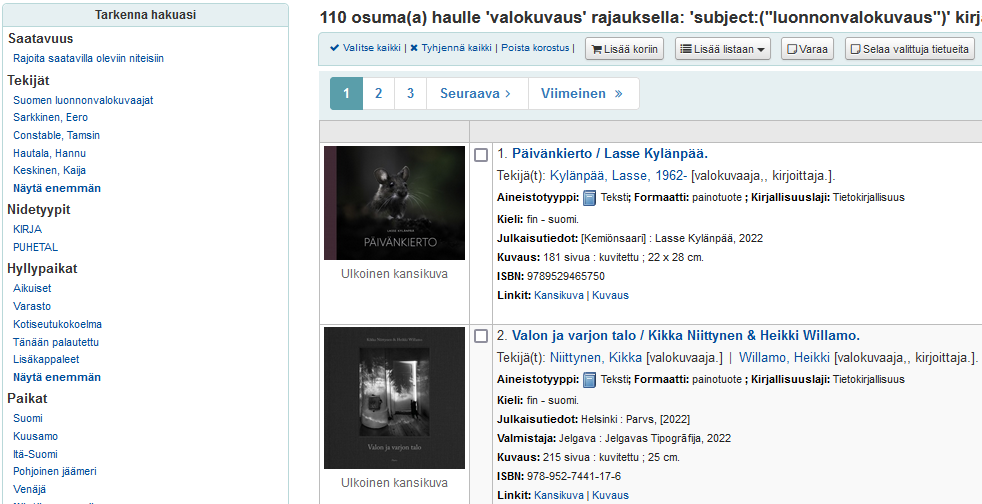 Tarkenna hakuasi
Saatavuus
Rajoita saatavilla oleviin niteisiin
Tekijät
Suomen luonnonvalokuvaajat
Sarkkinen, Eero
Constable, Tamsin
Hautala, Hannu
Keskinen, Kaija
Näytä enemmän
Nidetyypit
KIRJA
PUHETAL
Hyllypaikat
Aikuiset
Varasto
Kotiseutukokoelma
Tänään palautettu
Lisäkappaleet
Näytä enemmän
Paikat
Suomi
Kuusamo
Itä-Suomi
Pohjoinen jäämeri
Venäjä
110 osuma(a) haulle 'valokuvaus' rajauksella: 'subject:("luonnonvalokuvaus")'
Valitse kaikki | Tyhjennä kaikki | Poista korostus | Lisää koriin Lisää listaan Varaa Selaa valittuja tietueita
1 2 3 Seuraava › Viimeinen »
LASSE KYLÄNPÄÄ
PÄIVÄNKIERTO
Ulkoinen kansikuva
1. Päivänkierto / Lasse Kylänpää.
Tekijä(t): Kylänpää, Lasse, 1962- [valokuvaaja,, kirjoittaja.].
Aineistotyyppi: Teksti; Formaatti: painotuote ; Kirjallisuuslaji: Tietokirjallisuus
Kieli: fin - suomi.
Julkaisutiedot: [Kemiönsaari] : Lasse Kylänpää, 2022
Kuvaus: 181 sivua : kuvitettu ; 22 x 28 cm.
ISBN: 9789529465750
Linkit: Kansikuva | Kuvaus
Kikka Niittynen & Heikki Willamo
Valon ja varjon talo
Ulkoinen kansikuva
2. Valon ja varjon talo / Kikka Niittynen & Heikki Willamo.
Tekijä(t): Niittynen, Kikka [valokuvaaja.] | Willamo, Heikki [valokuvaaja,, kirjoittaja.].
Aineistotyyppi: Teksti; Formaatti: painotuote ; Kirjallisuuslaji: Tietokirjallisuus
Kieli: fin - suomi.
Julkaisutiedot: Helsinki : Parvs, [2022]
Valmistaja: Jelgava : Jelgavas Tipogrāfija, 2022
Kuvaus: 215 sivua : kuvitettu ; 25 cm.
ISBN: 978-952-7441-17-6
Linkit: Kansikuva | Kuvaus